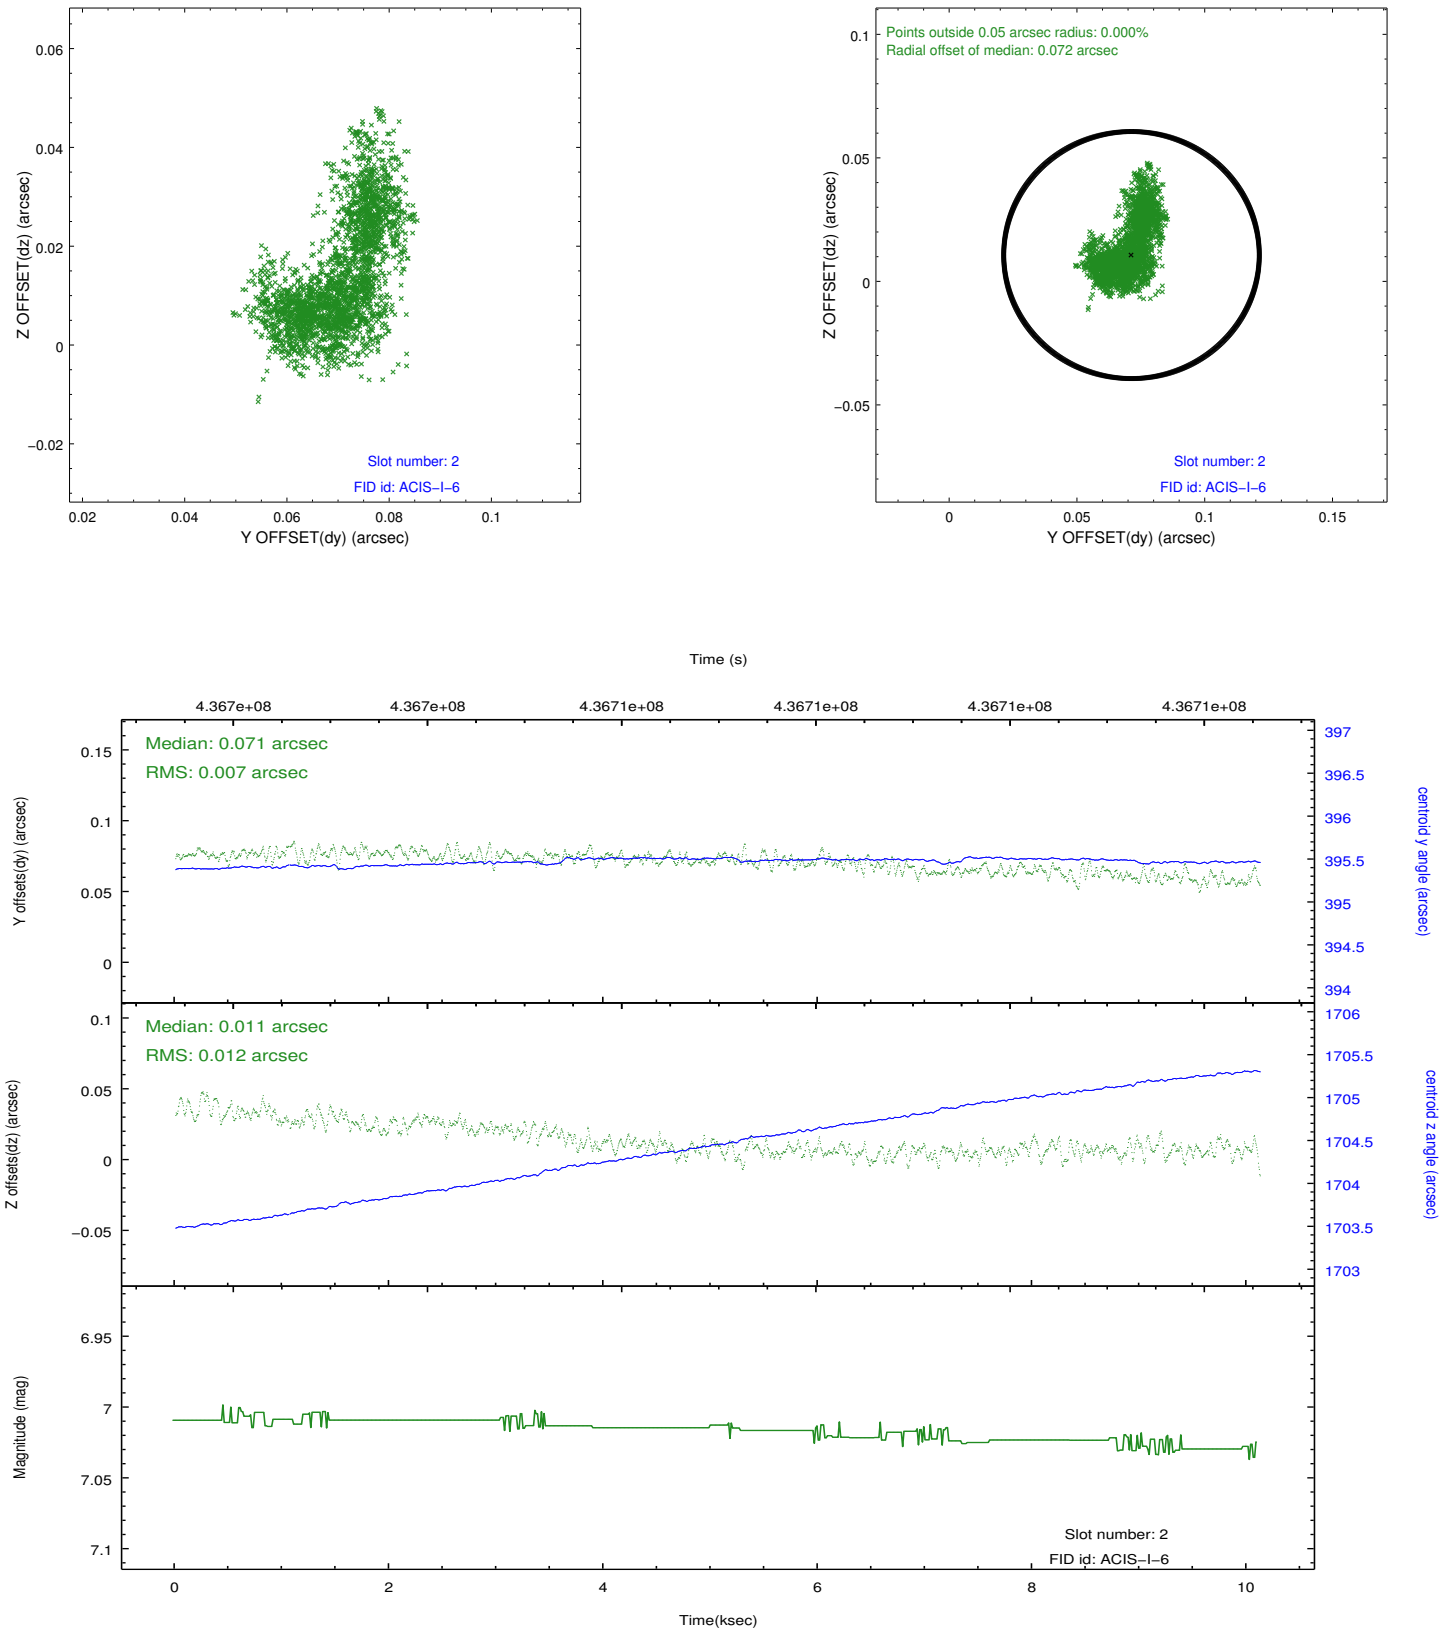 0.06
0.04
0.02
0
−0.02
Z OFFSET(dz) (arcsec)
Slot number: 2
FID id: ACIS−I−6
0.02
0.04
0.06
0.08
0.1
Y OFFSET(dy) (arcsec)
Points outside 0.05 arcsec radius: 0.000%
Radial offset of median: 0.072 arcsec
0.1
0.05
0
−0.05
Z OFFSET(dz) (arcsec)
Slot number: 2
FID id: ACIS−I−6
0
0.05
0.1
0.15
Y OFFSET(dy) (arcsec)
Time (s)
4.367e+08
4.367e+08
4.3671e+08
4.3671e+08
4.3671e+08
4.3671e+08
Median: 0.071 arcsec
RMS: 0.007 arcsec
0.15
0.1
0.05
0
Y offsets(dy) (arcsec)
397
396.5
396
395.5
395
394.5
394
centroid y angle (arcsec)
Median: 0.011 arcsec
RMS: 0.012 arcsec
0.1
0.05
0
−0.05
Z offsets(dz) (arcsec)
1706
1705.5
1705
1704.5
1704
1703.5
1703
centroid z angle (arcsec)
6.95
7
7.05
7.1
Magnitude (mag)
Slot number: 2
FID id: ACIS−I−6
0
2
4
6
8
10
Time(ksec)